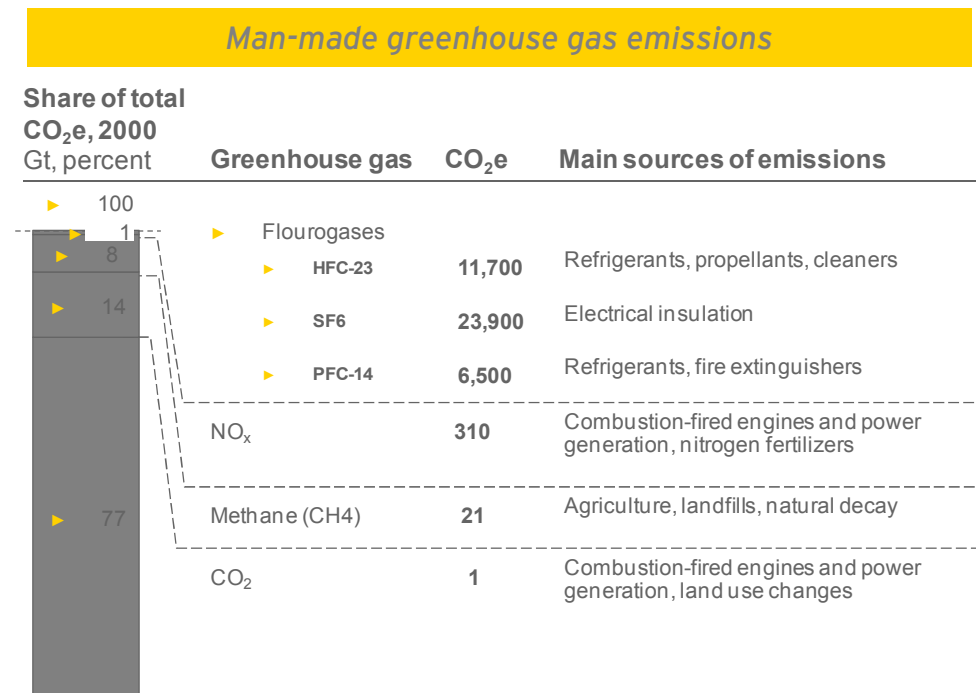 Man-made greenhouse gas emissions
Share of total
CO₂e, 2000
Gt, percent
Greenhouse gas CO₂e Main sources of emissions
100
1
8
14
77
Flourogases
HFC-23 11,700 Refrigerants, propellants, cleaners
SF6 23,900 Electrical insulation
PFC-14 6,500 Refrigerants, fire extinguishers
NOₓ 310 Combustion-fired engines and power
generation, nitrogen fertilizers
Methane (CH4) 21 Agriculture, landfills, natural decay
CO₂ 1 Combustion-fired engines and power
generation, land use changes